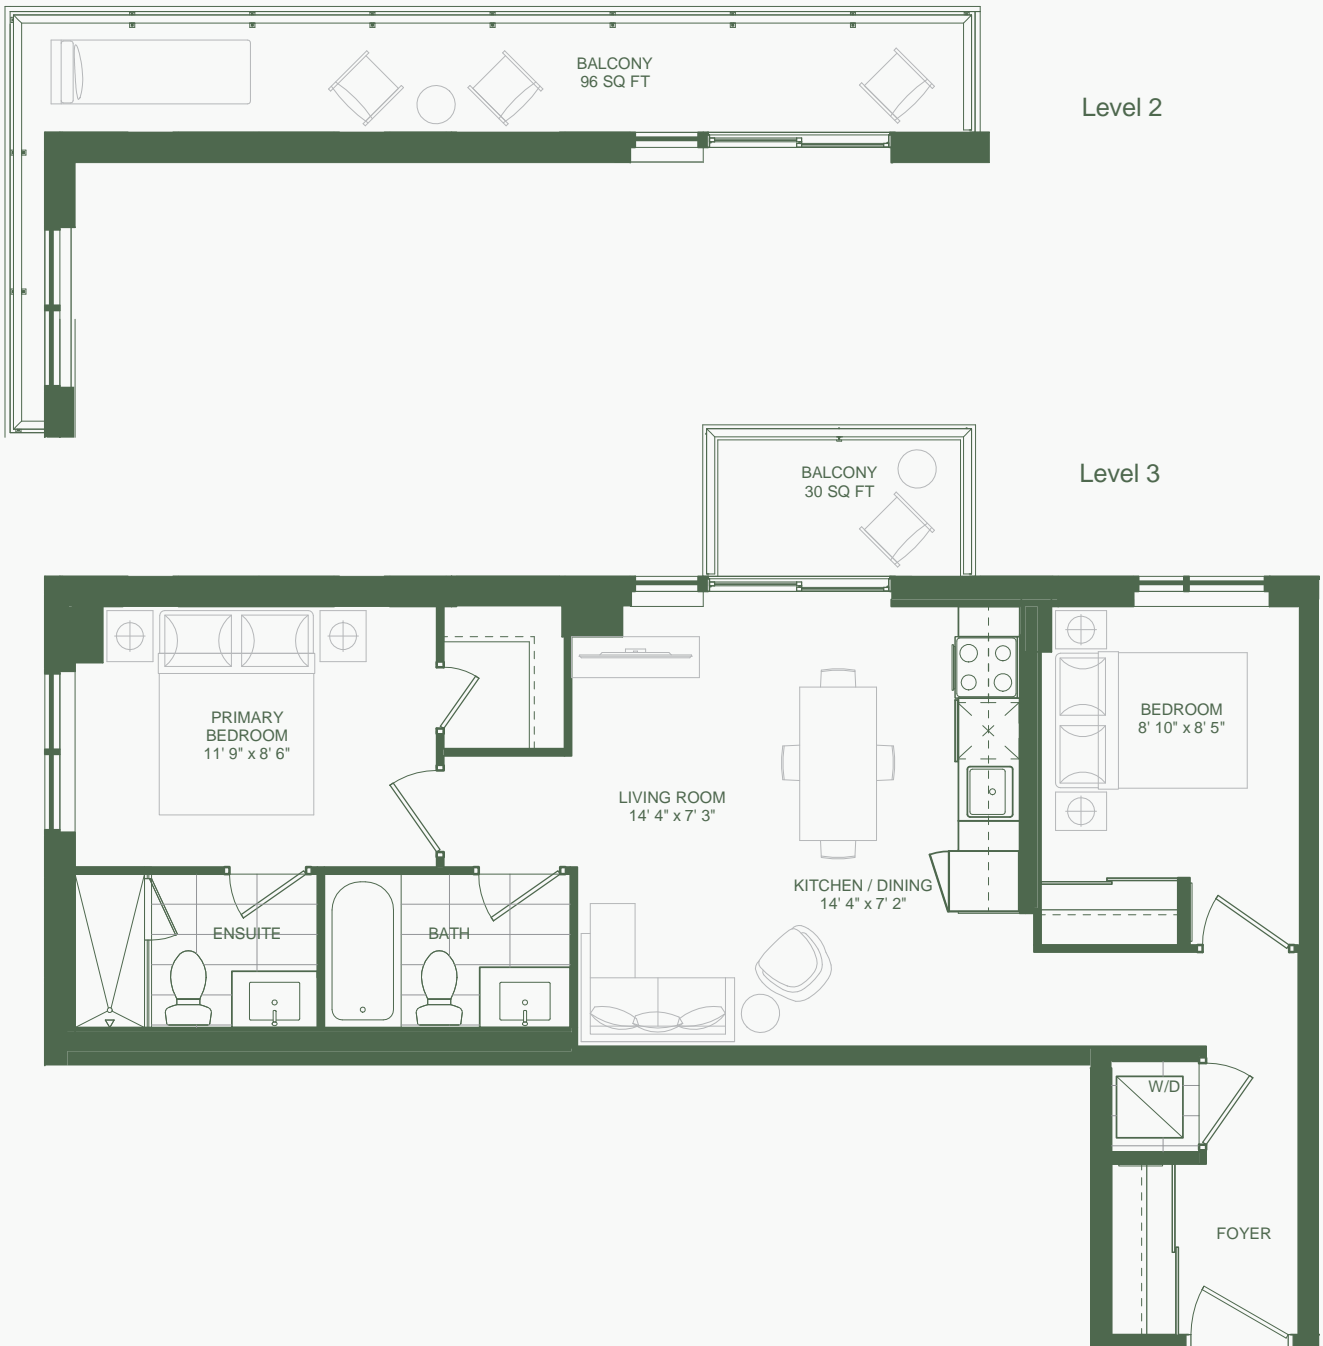 BALCONY
96 SQ FT
Level 2
BALCONY
30 SQ FT
Level 3
PRIMARY
BEDROOM
11' 9" x 8' 6"
BEDROOM
8' 10" x 8' 5"
LIVING ROOM
14' 4" x 7' 3"
KITCHEN / DINING
14' 4" x 7' 2"
ENSUITE
BATH
W/D
FOYER